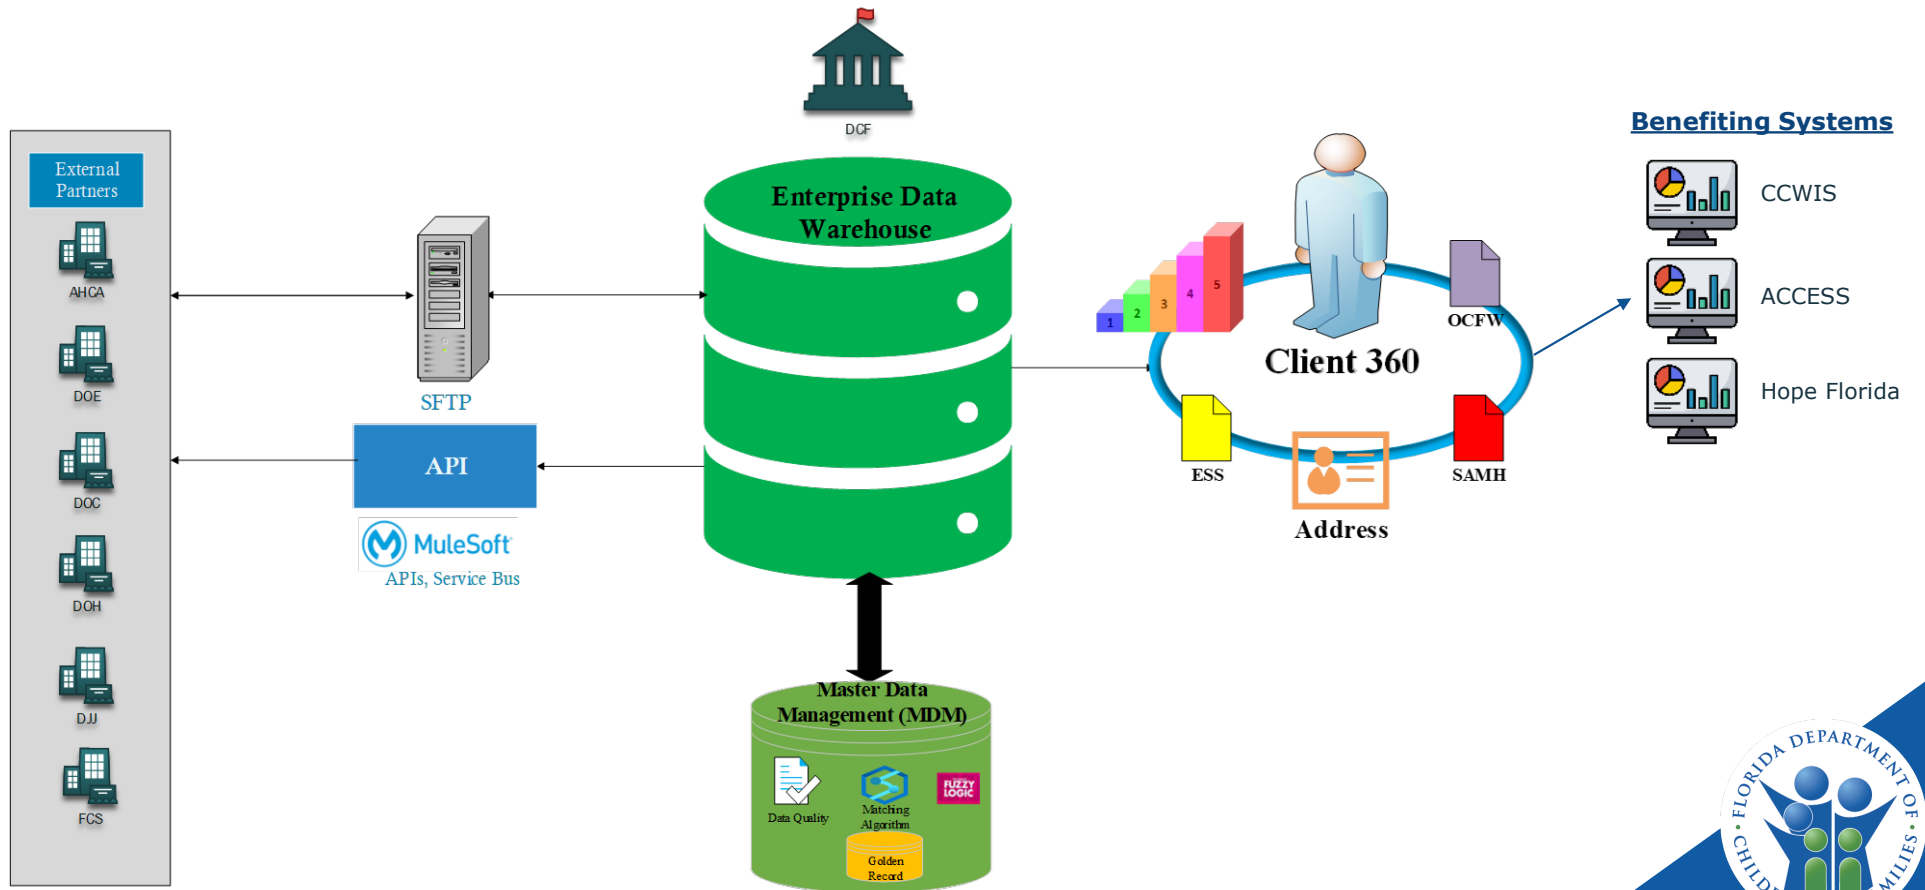 DCF
External
Partners
AHCA
DOE
DOC
DOH
DJJ
FCS
SFTP
API
MuleSoft
APIs, Service Bus
Enterprise Data
Warehouse
Master Data
Management (MDM)
Data Quality
Matching
Algorithm
FUZZY
LOGIC
Golden
Record
1
2
3
4
5
Client 360
OCFW
ESS
SAMH
Address
Benefiting Systems
CCWIS
ACCESS
Hope Florida
FLORIDA DEPARTMENT OF